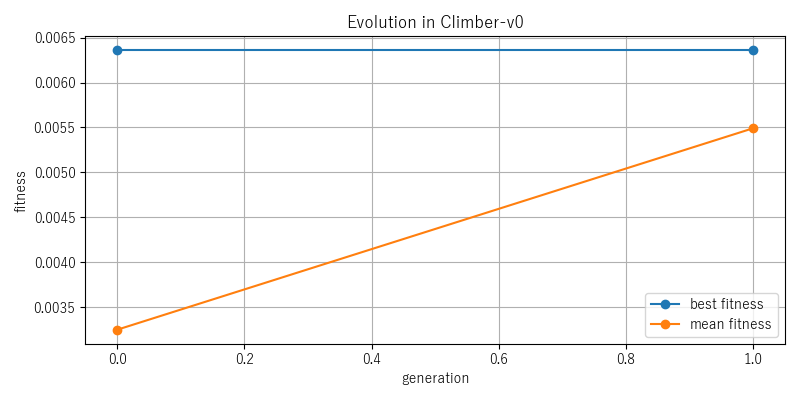 Evolution in Climber-v0
fitness
0.0065
0.0060
0.0055
0.0050
0.0045
0.0040
0.0035
best fitness
mean fitness
0.0
0.2
0.4
0.6
0.8
1.0
generation